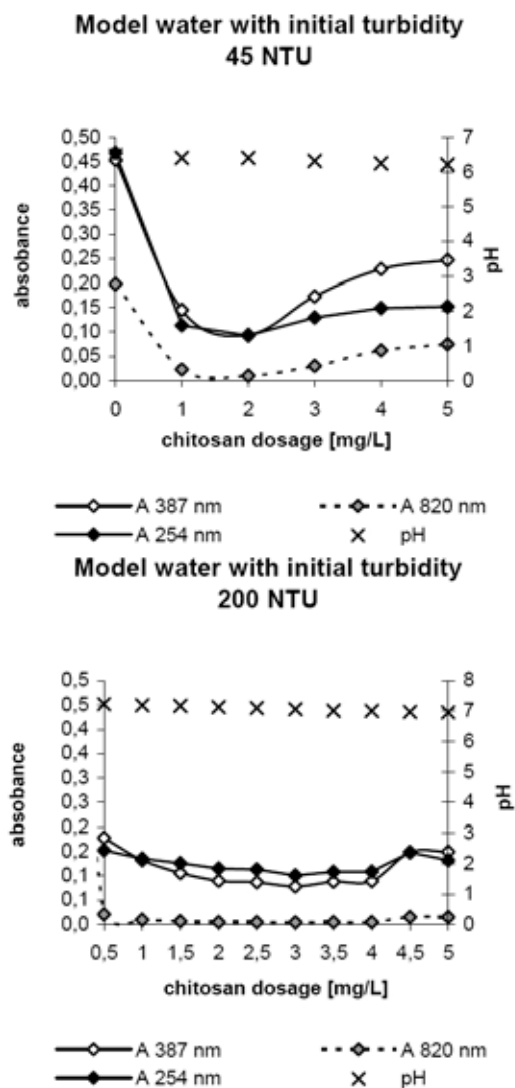 Model water with initial turbidity
45 NTU
0,50
0,45
0,40
0,35
0,30
0,25
0,20
0,15
0,10
0,05
0,00
absorbance
7
6
5
4
3
2
1
0
pH
0 1 2 3 4 5
chitosan dosage [mg/L]
A 387 nm A 820 nm
A 254 nm pH
Model water with initial turbidity
200 NTU
0,5
0,5
0,4
0,4
0,3
0,3
0,2
0,2
0,1
0,1
0,0
absorbance
8
7
6
5
4
3
2
1
0
pH
0,5 1 1,5 2 2,5 3 3,5 4 4,5 5
chitosan dosage [mg/L]
A 387 nm A 820 nm
A 254 nm pH